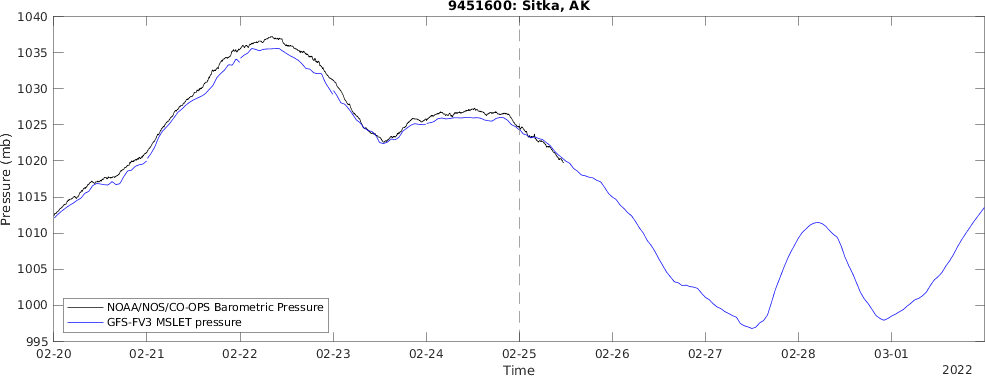 9451600: Sitka, AK
1040
1035
1030
1025
1020
1015
1010
1005
1000
995
Pressure (mb)
NOAA/NOS/CO-OPS Barometric Pressure
GFS-FV3 MSLET pressure
02-20 02-21 02-22 02-23 02-24 02-25 02-26 02-27 02-28 03-01
Time
2022